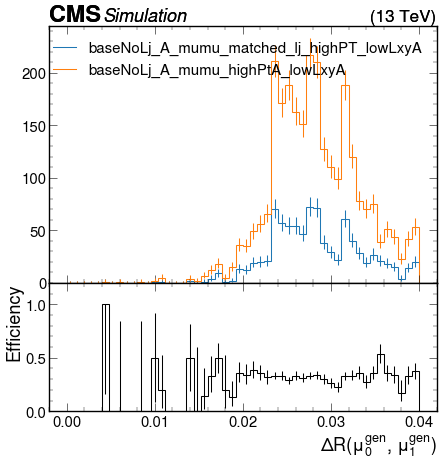 CMS Simulation (13 TeV)
baseNoLj_A_mumu_matched_lj_highPT_lowLxyA
baseNoLj_A_mumu_highPtA_lowLxyA
200
150
100
50
0
Efficiency
1.0
0.5
0.0
0.00 0.01 0.02 0.03 0.04
ΔR(μ₀ᵍᵉⁿ, μ₁ᵍᵉⁿ)